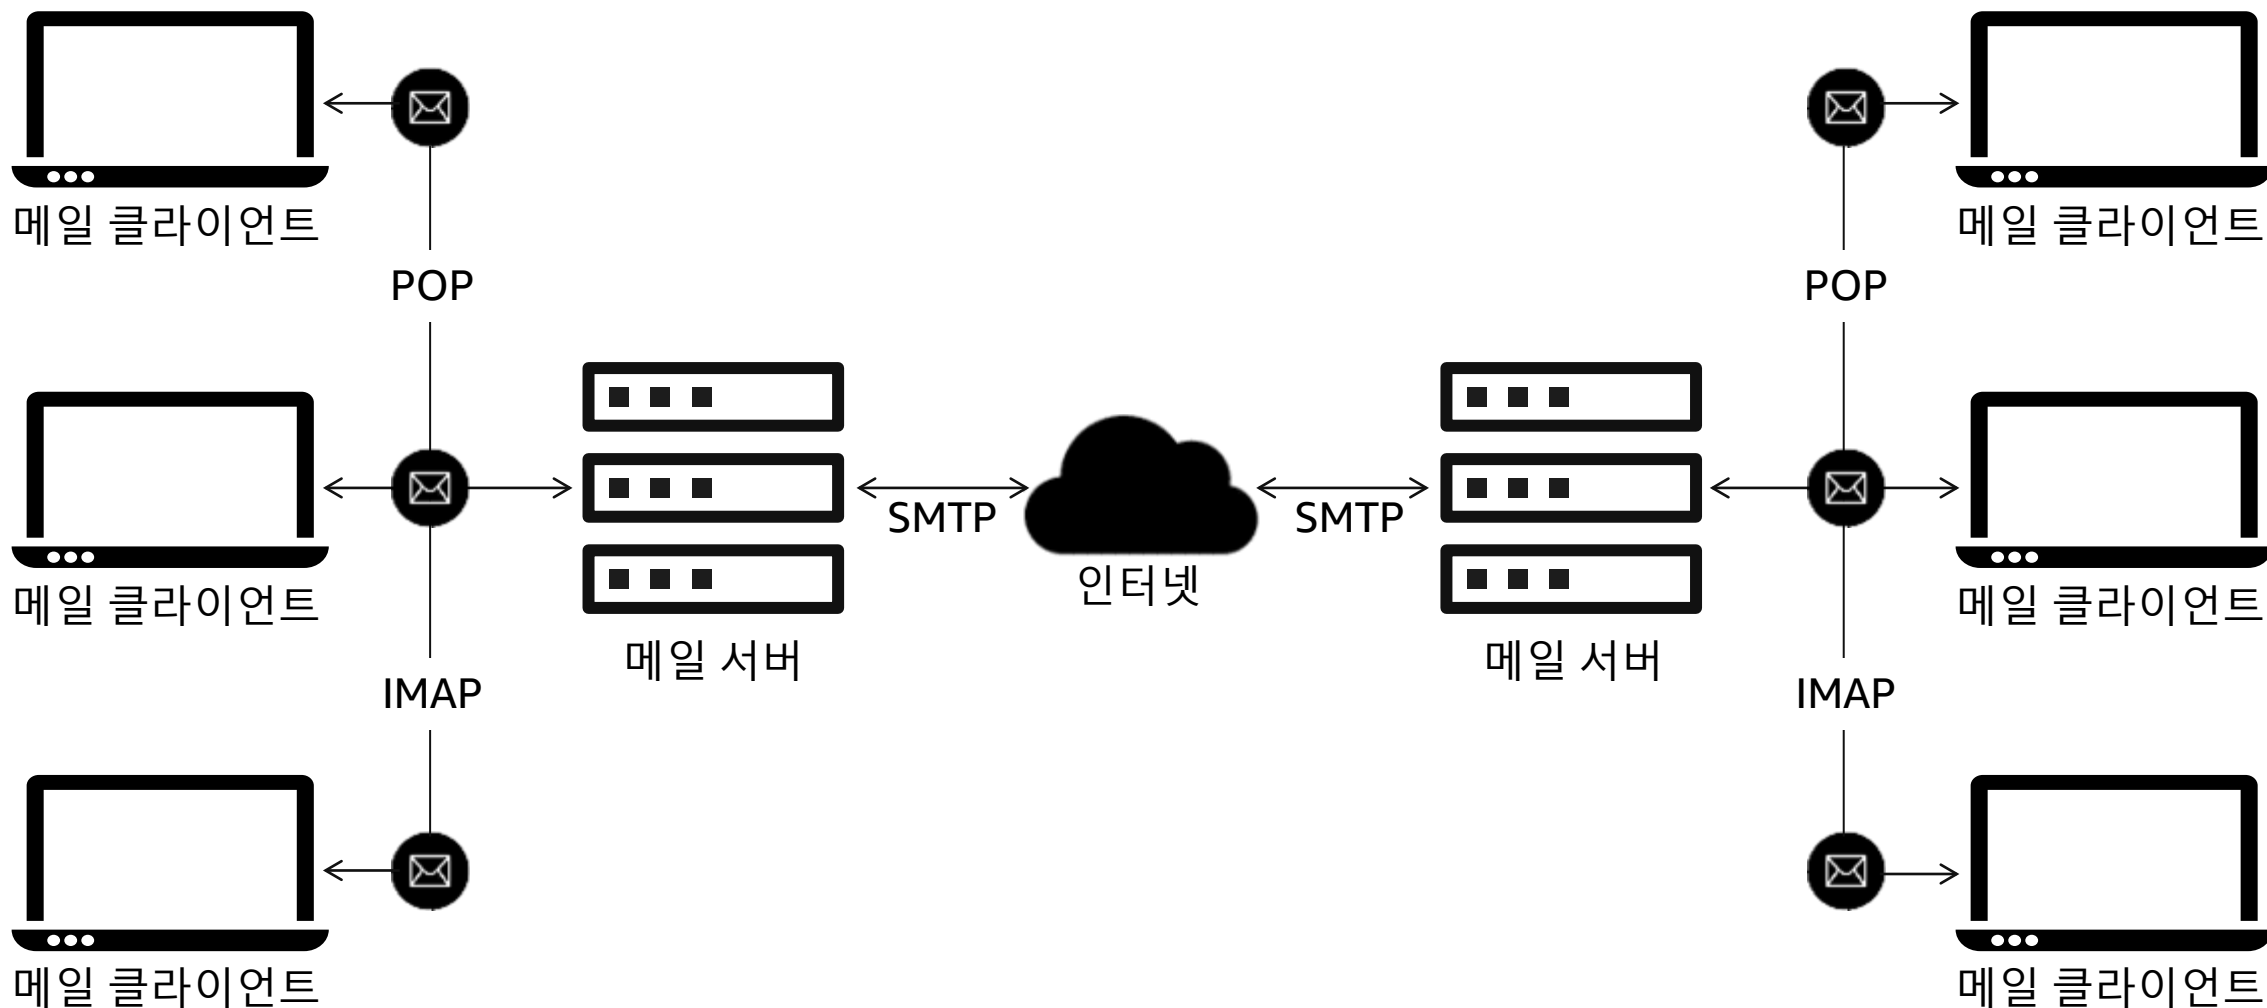 메일 클라이언트
메일 클라이언트
POP
POP
SMTP
SMTP
인터넷
메일 클라이언트
메일 클라이언트
메일 서버
메일 서버
IMAP
IMAP
메일 클라이언트
메일 클라이언트